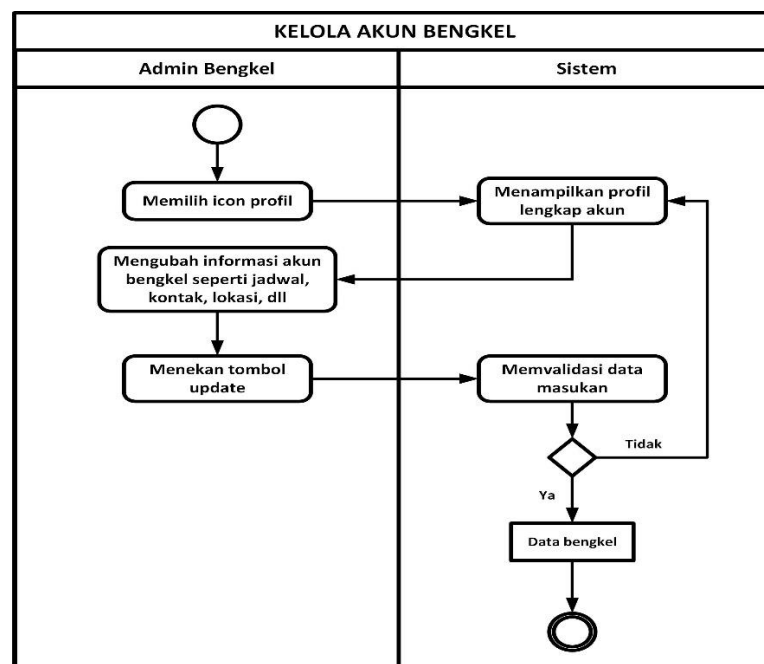 KELOLA AKUN BENGKEL
Admin Bengkel
Sistem
Memilih icon profil
Menampilkan profil
lengkap akun
Mengubah informasi akun
bengkel seperti jadwal,
kontak, lokasi, dll
Menekan tombol
update
Memvalidasi data
masukan
Tidak
Ya
Data bengkel